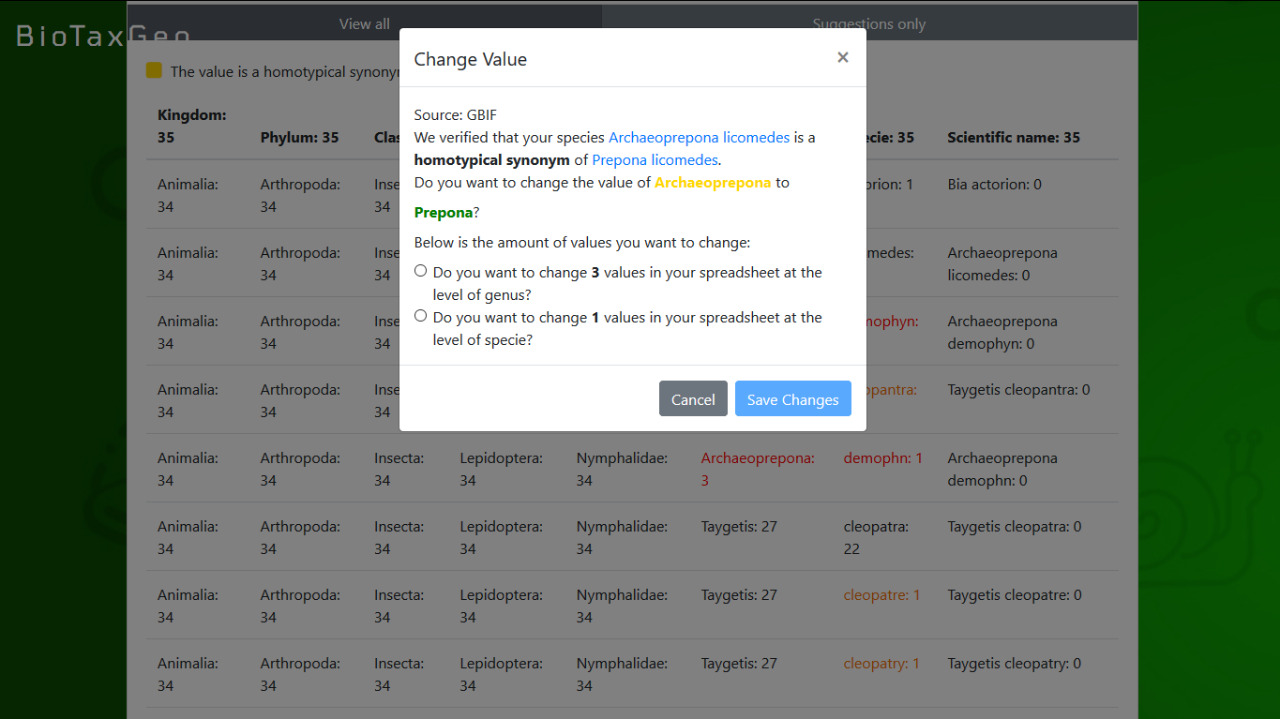 BioTaxGeo
View all
Suggestions only
The value is a homotypical synonym
Change Value
×
Source: GBIF
We verified that your species Archaeoprepona licomedes is a
homotypical synonym of Prepona licomedes.
Do you want to change the value of Archaeoprepona to
Prepona?
Below is the amount of values you want to change:
Do you want to change 3 values in your spreadsheet at the
level of genus?
Do you want to change 1 values in your spreadsheet at the
level of specie?
Cancel Save Changes
Kingdom:
35 Phylum: 35 Clas ecie: 35 Scientific name: 35
Animalia: Arthropoda: Inse orion: 1 Bia actorion: 0
34 34 34
Animalia: Arthropoda: Inse medes: Archaeoprepona
34 34 34 licomedes: 0
Animalia: Arthropoda: Inse mophyn: Archaeoprepona
34 34 34 demophyn: 0
Animalia: Arthropoda: Inse pantra: Taygetis cleopantra: 0
34 34 34
Animalia: Arthropoda: Insecta: Lepidoptera: Nymphalidae: Archaeoprepona: demophn: 1 Archaeoprepona
34 34 34 34 34 3 demophn: 0
Animalia: Arthropoda: Insecta: Lepidoptera: Nymphalidae: Taygetis: 27 cleopatra: Taygetis cleopatra: 0
34 34 34 34 34 22
Animalia: Arthropoda: Insecta: Lepidoptera: Nymphalidae: Taygetis: 27 cleopatre: 1 Taygetis cleopatre: 0
34 34 34 34 34
Animalia: Arthropoda: Insecta: Lepidoptera: Nymphalidae: Taygetis: 27 cleopatry: 1 Taygetis cleopatry: 0
34 34 34 34 34